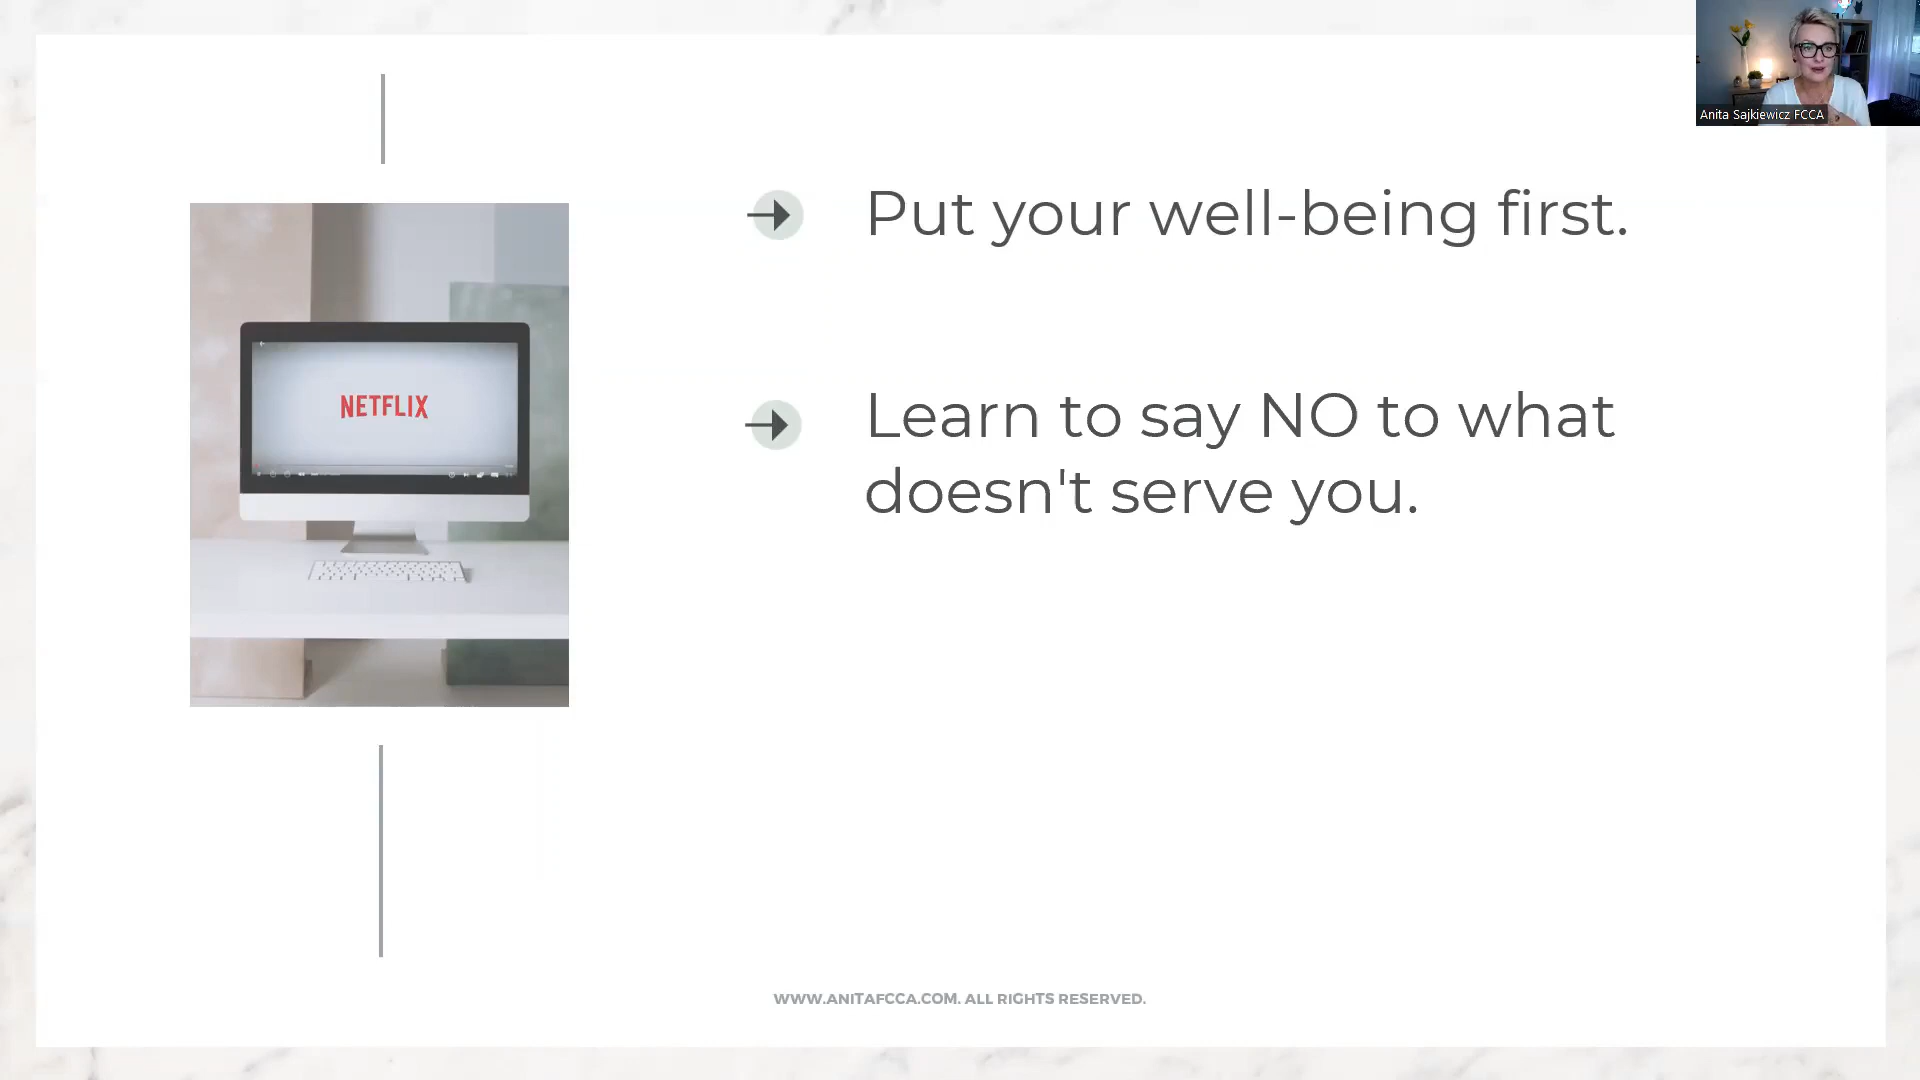 Anita Sajkiewicz FCCA
Put your well-being first.
NETFLIX
Learn to say NO to what
doesn't serve you.
WWW.ANITAFCCA.COM. ALL RIGHTS RESERVED.